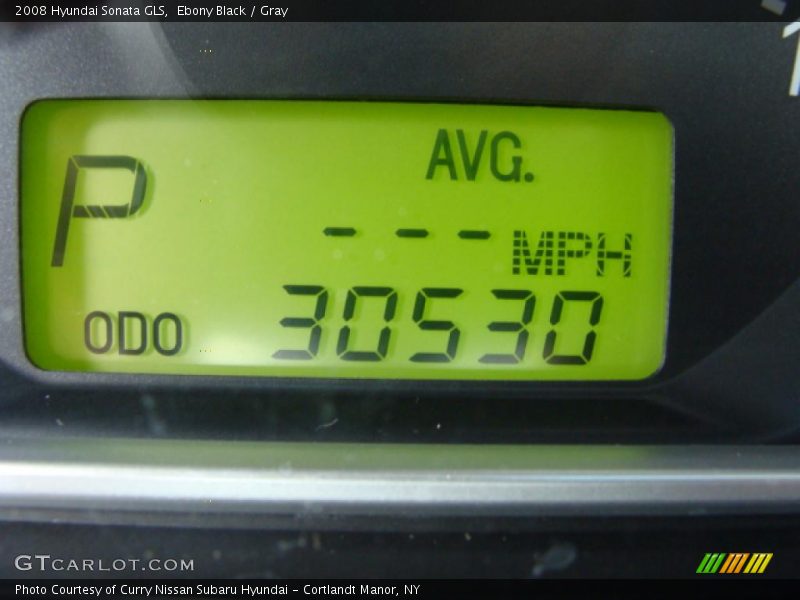 2008 Hyundai Sonata GLS,  Ebony Black / Gray
P
AVG.
- - - MPH
ODO 30530
GTCARLOT.COM
Photo Courtesy of Curry Nissan Subaru Hyundai - Cortlandt Manor, NY